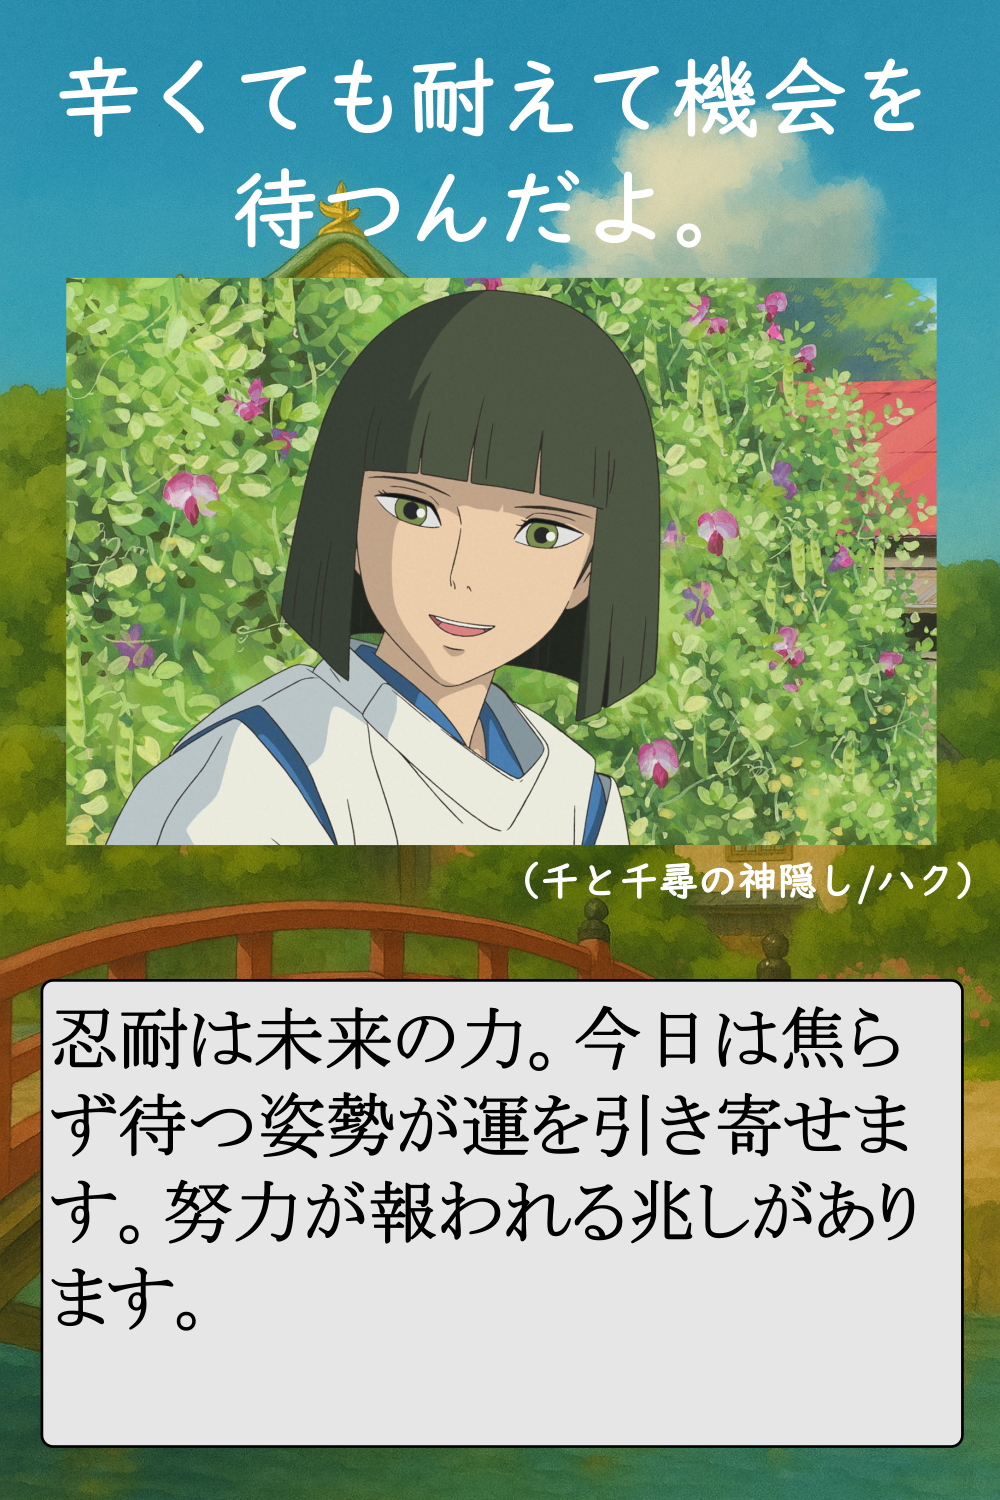 辛くても耐えて機会を
待つんだよ。
（千と千尋の神隠し/ハク）
忍耐は未来の力。今日は焦ら
ず待つ姿勢が運を引き寄せま
す。努力が報われる兆しがあり
ます。